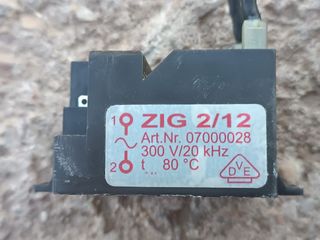 1 ZIG 2/12
Art.Nr. 07000028
300 V/20 kHz
2 t... 80 °C
DVE